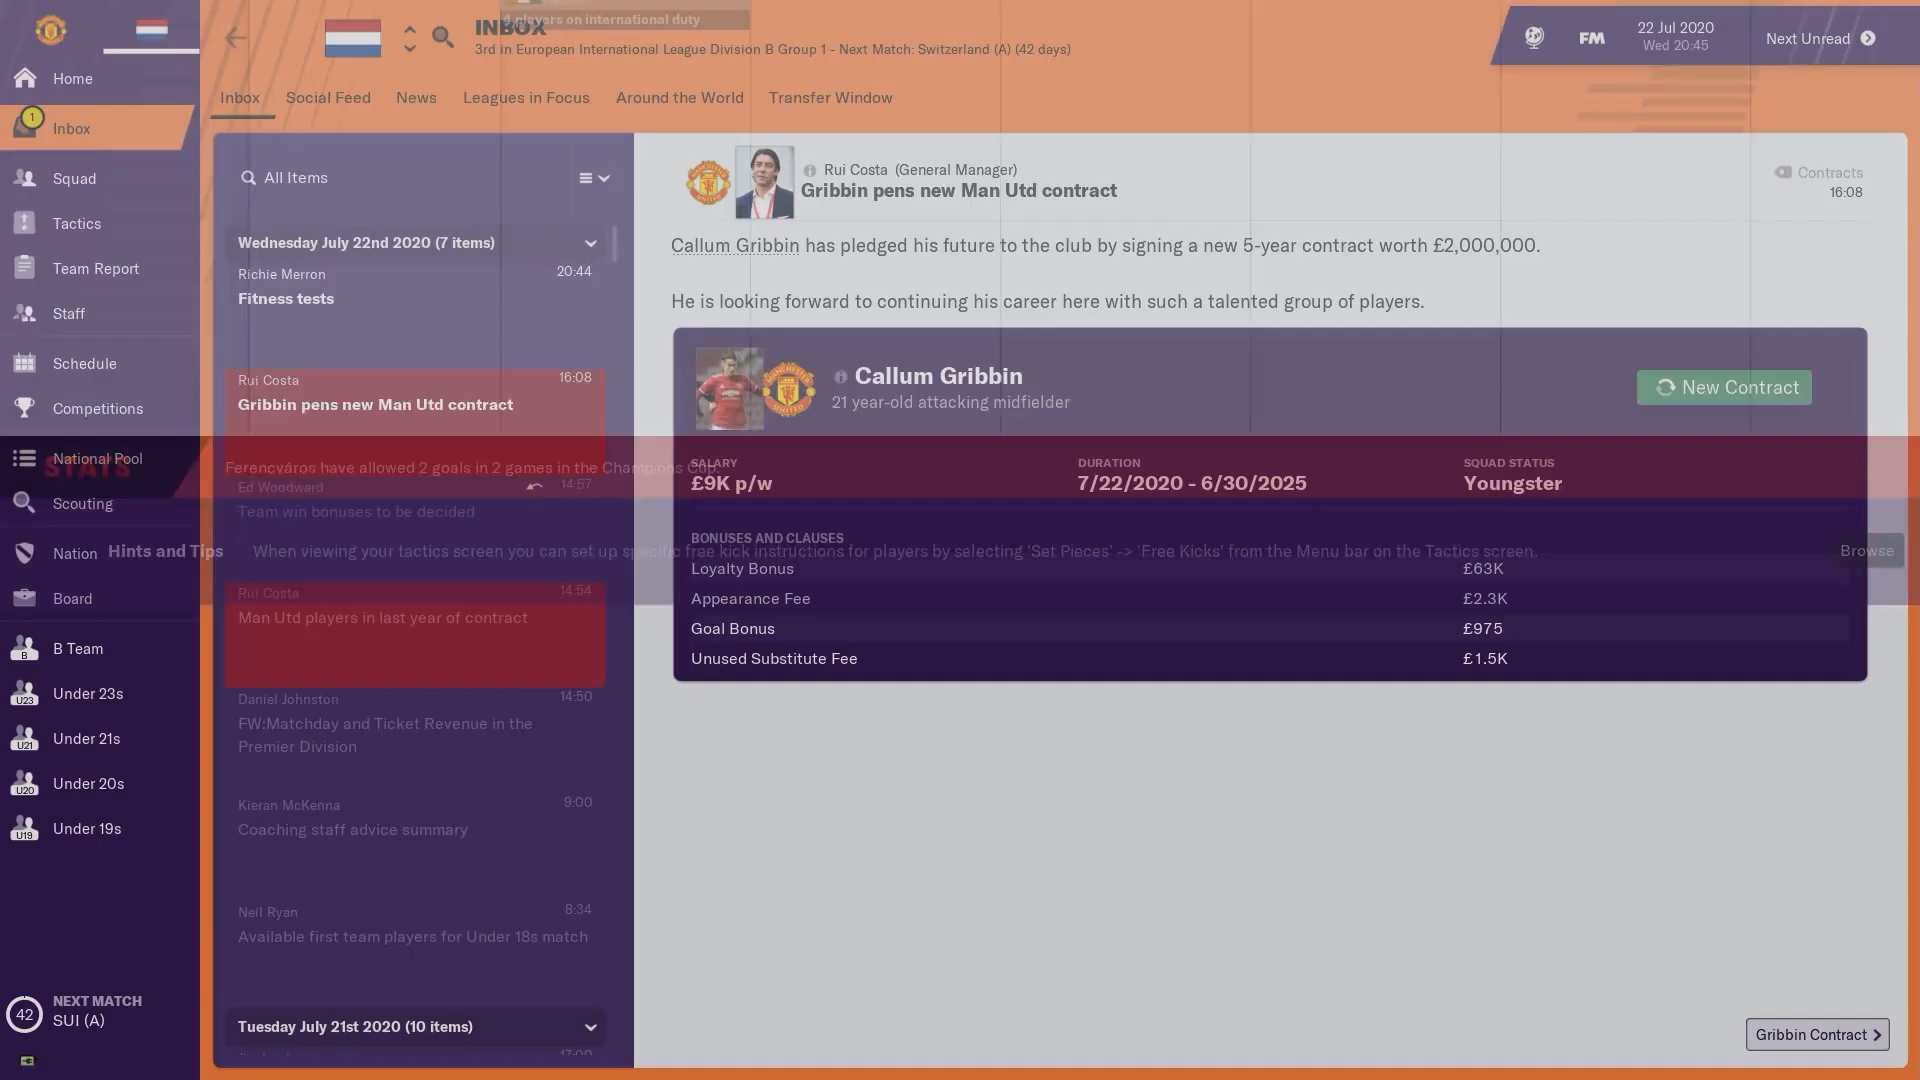 4 players on international duty
INBOX
3rd in European International League Division B Group 1 - Next Match: Switzerland (A) (42 days)
FM
22 Jul 2020
Wed 20:45
Next Unread
Home
1
Inbox
Squad
Tactics
Team Report
Staff
Schedule
Competitions
National Pool
STATS
Scouting
Nation
Board
B
B Team
U23
Under 23s
U21
Under 21s
U20
Under 20s
U19
Under 19s
42
NEXT MATCH
SUI (A)
Inbox
Social Feed
News
Leagues in Focus
Around the World
Transfer Window
All Items
Wednesday July 22nd 2020 (7 items)
Richie Merron
20:44
Fitness tests
Rui Costa
16:08
Gribbin pens new Man Utd contract
Ferencváros have allowed 2 goals in 2 games in the Champions Cup.
Ed Woodward
14:57
Team win bonuses to be decided
Hints and Tips
When viewing your tactics screen you can set up specific free kick instructions for players by selecting 'Set Pieces' -> 'Free Kicks' from the Menu bar on the Tactics screen.
Browse
Rui Costa
14:54
Man Utd players in last year of contract
Daniel Johnston
14:50
FW:Matchday and Ticket Revenue in the
Premier Division
Kieran McKenna
9:00
Coaching staff advice summary
Neil Ryan
8:34
Available first team players for Under 18s match
Tuesday July 21st 2020 (10 items)
17:00
Rui Costa (General Manager)
Gribbin pens new Man Utd contract
Contracts
16:08
Callum Gribbin has pledged his future to the club by signing a new 5-year contract worth £2,000,000.
He is looking forward to continuing his career here with such a talented group of players.
Callum Gribbin
21 year-old attacking midfielder
New Contract
SALARY
£9K p/w
DURATION
7/22/2020 - 6/30/2025
SQUAD STATUS
Youngster
BONUSES AND CLAUSES
Loyalty Bonus
£63K
Appearance Fee
£2.3K
Goal Bonus
£975
Unused Substitute Fee
£1.5K
Gribbin Contract